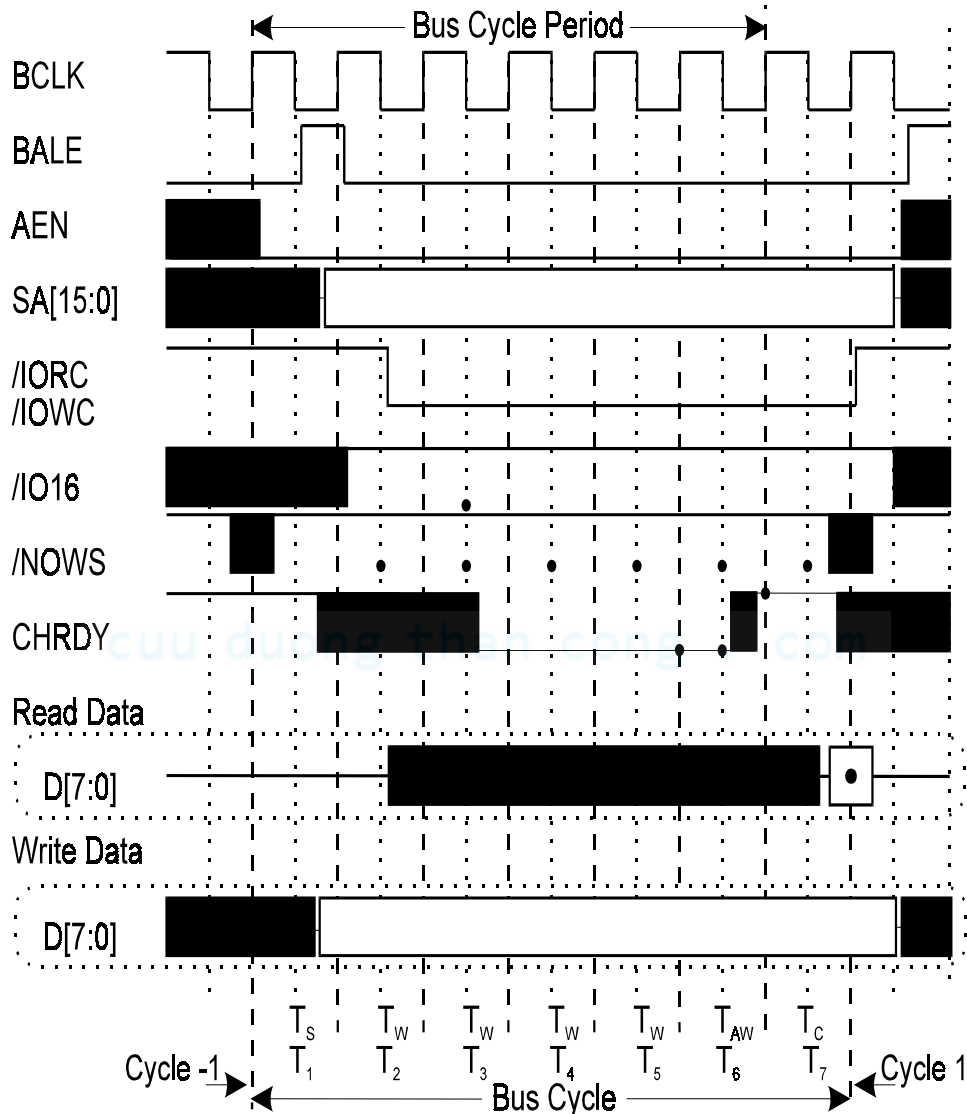 Bus Cycle Period
BCLK
BALE
AEN
SA[15:0]
/IORC
/IOWC
/IO16
/NOWS
CHRDY
cuu duong than cong . com
Read Data
D[7:0]
Write Data
D[7:0]
TS TW TW TW TW TAW TC
Cycle -1 T1 T2 T3 T4 T5 T6 T7 Cycle 1
Bus Cycle